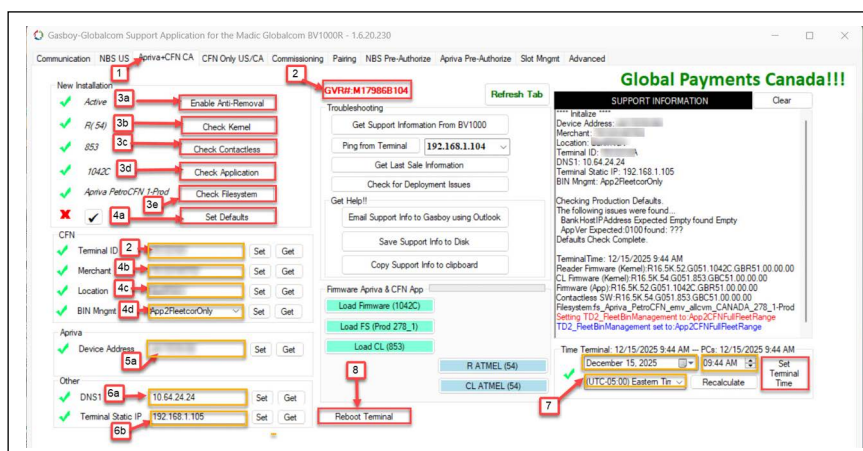 Gasboy-Globalcom Support Application for the Madic Globalcom BV1000R - 1.6.20.230
Communication NBS US Apriva+CFN CA CFN Only US/CA Commissioning Pairing NBS Pre-Authorize Apriva Pre-Authorize Slot Mngmt Advanced
1
New Installation
Active 3a Enable Anti-Removal
R( 54) 3b Check Kernel
853 3c Check Contactless
1042C 3d Check Application
Apriva PetroCFN 1-Prod 3e Check Filesystem
4a Set Defaults
CFN
Teminal ID 2 Set Get
Merchant 4b Set Get
Location 4c Set Get
BIN Mngmt 4d App2FleetcorOnly Set Get
Apriva
Device Address Set Get
5a
Other
6a
DNS1 10.64.24.24 Set Get
Teminal Static IP 192.168.1.105 Set Get
6b
2
GVR#:M17986B104
Refresh Tab
Troubleshooting
Get Support Information From BV1000
Ping from Terminal 192.168.1.104
Get Last Sale Information
Check for Deployment Issues
Get Help!!
Email Support Info to Gasboy using Outlook
Save Support Info to Disk
Copy Support Info to clipboard
Firmware Apriva & CFN App
Load Firmware (1042C)
Load FS (Prod 278_1)
Load CL (853)
R ATMEL (54)
CL ATMEL (54)
8
Reboot Teminal
Global Payments Canada!!!
SUPPORT INFORMATION Clear
**** Initalize ****
Device Address:
Merchant:
Location:
Terminal ID:
DNS1: 10.64.24.24
Terminal Static IP: 192.168.1.105
BIN Mngmt: App2FleetcorOnly
Checking Production Defaults.
The following issues were found...
BankHostIPAddress Expected Empty found Empty
AppVer Expected:0100 found: ???
Defaults Check Complete.
TerminalTime: 12/15/2025 9:44 AM
Reader Firmware (Kernel):R16.5K.52.G051.1042C.GBR51.00.00.00
CL Firmware (Kernel):R16.5K.54.G051.853.GBC51.00.00.00
Firmware (App):R16.5K.52.G051.1042C.GBR51.00.00.00
Contactless SW:R16.5K.54.G051.853.GBC51.00.00.00
Filesystem:fs_Apriva_PetroCFN_emv_allcvm_CANADA_278_1-Prod
Setting TD2_FleetBinManagement to:App2CFNFullFleetRange
TD2_FleetBinManagement set to:App2CFNFullFleetRange
Time Terminal: 12/15/2025 9:44 AM — PCs: 12/15/2025 9:44 AM
December 15, 2025 09:44 AM Set Teminal Time
(UTC-05:00) Eastern Tin Recalculate
7